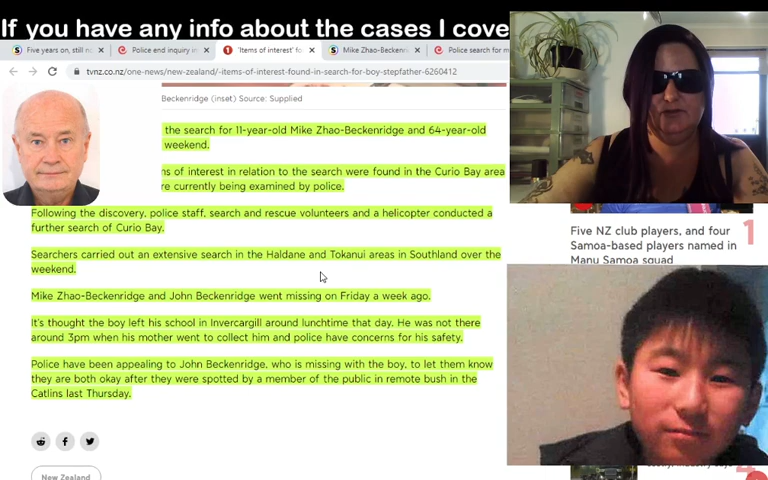 If you have any info about the cases I cove
Five years on, still n
Police end enquiry in
'Items of interest' fo
Mike Zhao-Beckenri
Police search for m
tvnz.co.nz/one-news/new-zealand/-items-of-interest-found-in-search-for-boy-stepfather-6260412
Beckenridge (inset) Source: Supplied
the search for 11-year-old Mike Zhao-Beckenridge and 64-year-old
weekend.
ns of interest in relation to the search were found in the Curio Bay area
re currently being examined by police.
Following the discovery, police staff, search and rescue volunteers and a helicopter conducted a
further search of Curio Bay.
Searchers carried out an extensive search in the Haldane and Tokanui areas in Southland over the
weekend.
Mike Zhao-Beckenridge and John Beckenridge went missing on Friday a week ago.
It's thought the boy left his school in Invercargill around lunchtime that day. He was not there
around 3pm when his mother went to collect him and police have concerns for his safety.
Police have been appealing to John Beckenridge, who is missing with the boy, to let them know
they are both okay after they were spotted by a member of the public in remote bush in the
Catlins last Thursday.
New Zealand
Five NZ club players, and four
Samoa-based players named in
Manu Samoa squad
1